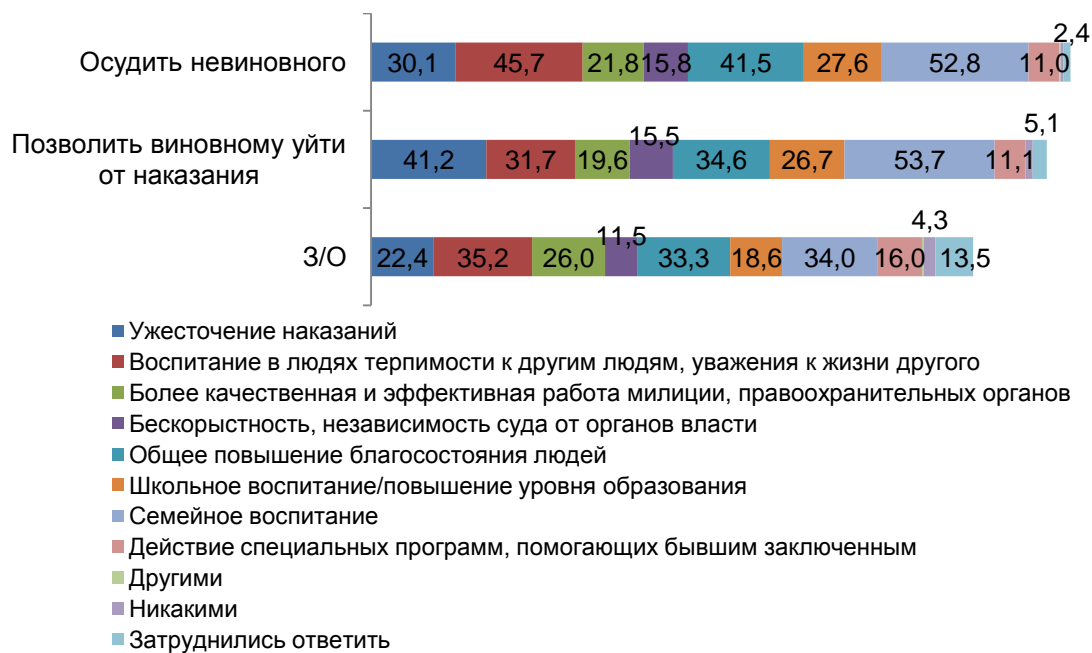 2,4
Осудить невиновного 30,1 45,7 21,8 15,8 41,5 27,6 52,8 11,0
5,1
Позволить виновному уйти от наказания 41,2 31,7 19,6 15,5 34,6 26,7 53,7 11,1
4,3
З/О 22,4 35,2 26,0 11,5 33,3 18,6 34,0 16,0 13,5
Ужесточение наказаний
Воспитание в людях терпимости к другим людям, уважения к жизни другого
Более качественная и эффективная работа милиции, правоохранительных органов
Бескорыстность, независимость суда от органов власти
Общее повышение благосостояния людей
Школьное воспитание/повышение уровня образования
Семейное воспитание
Действие специальных программ, помогающих бывшим заключенным
Другими
Никакими
Затруднились ответить